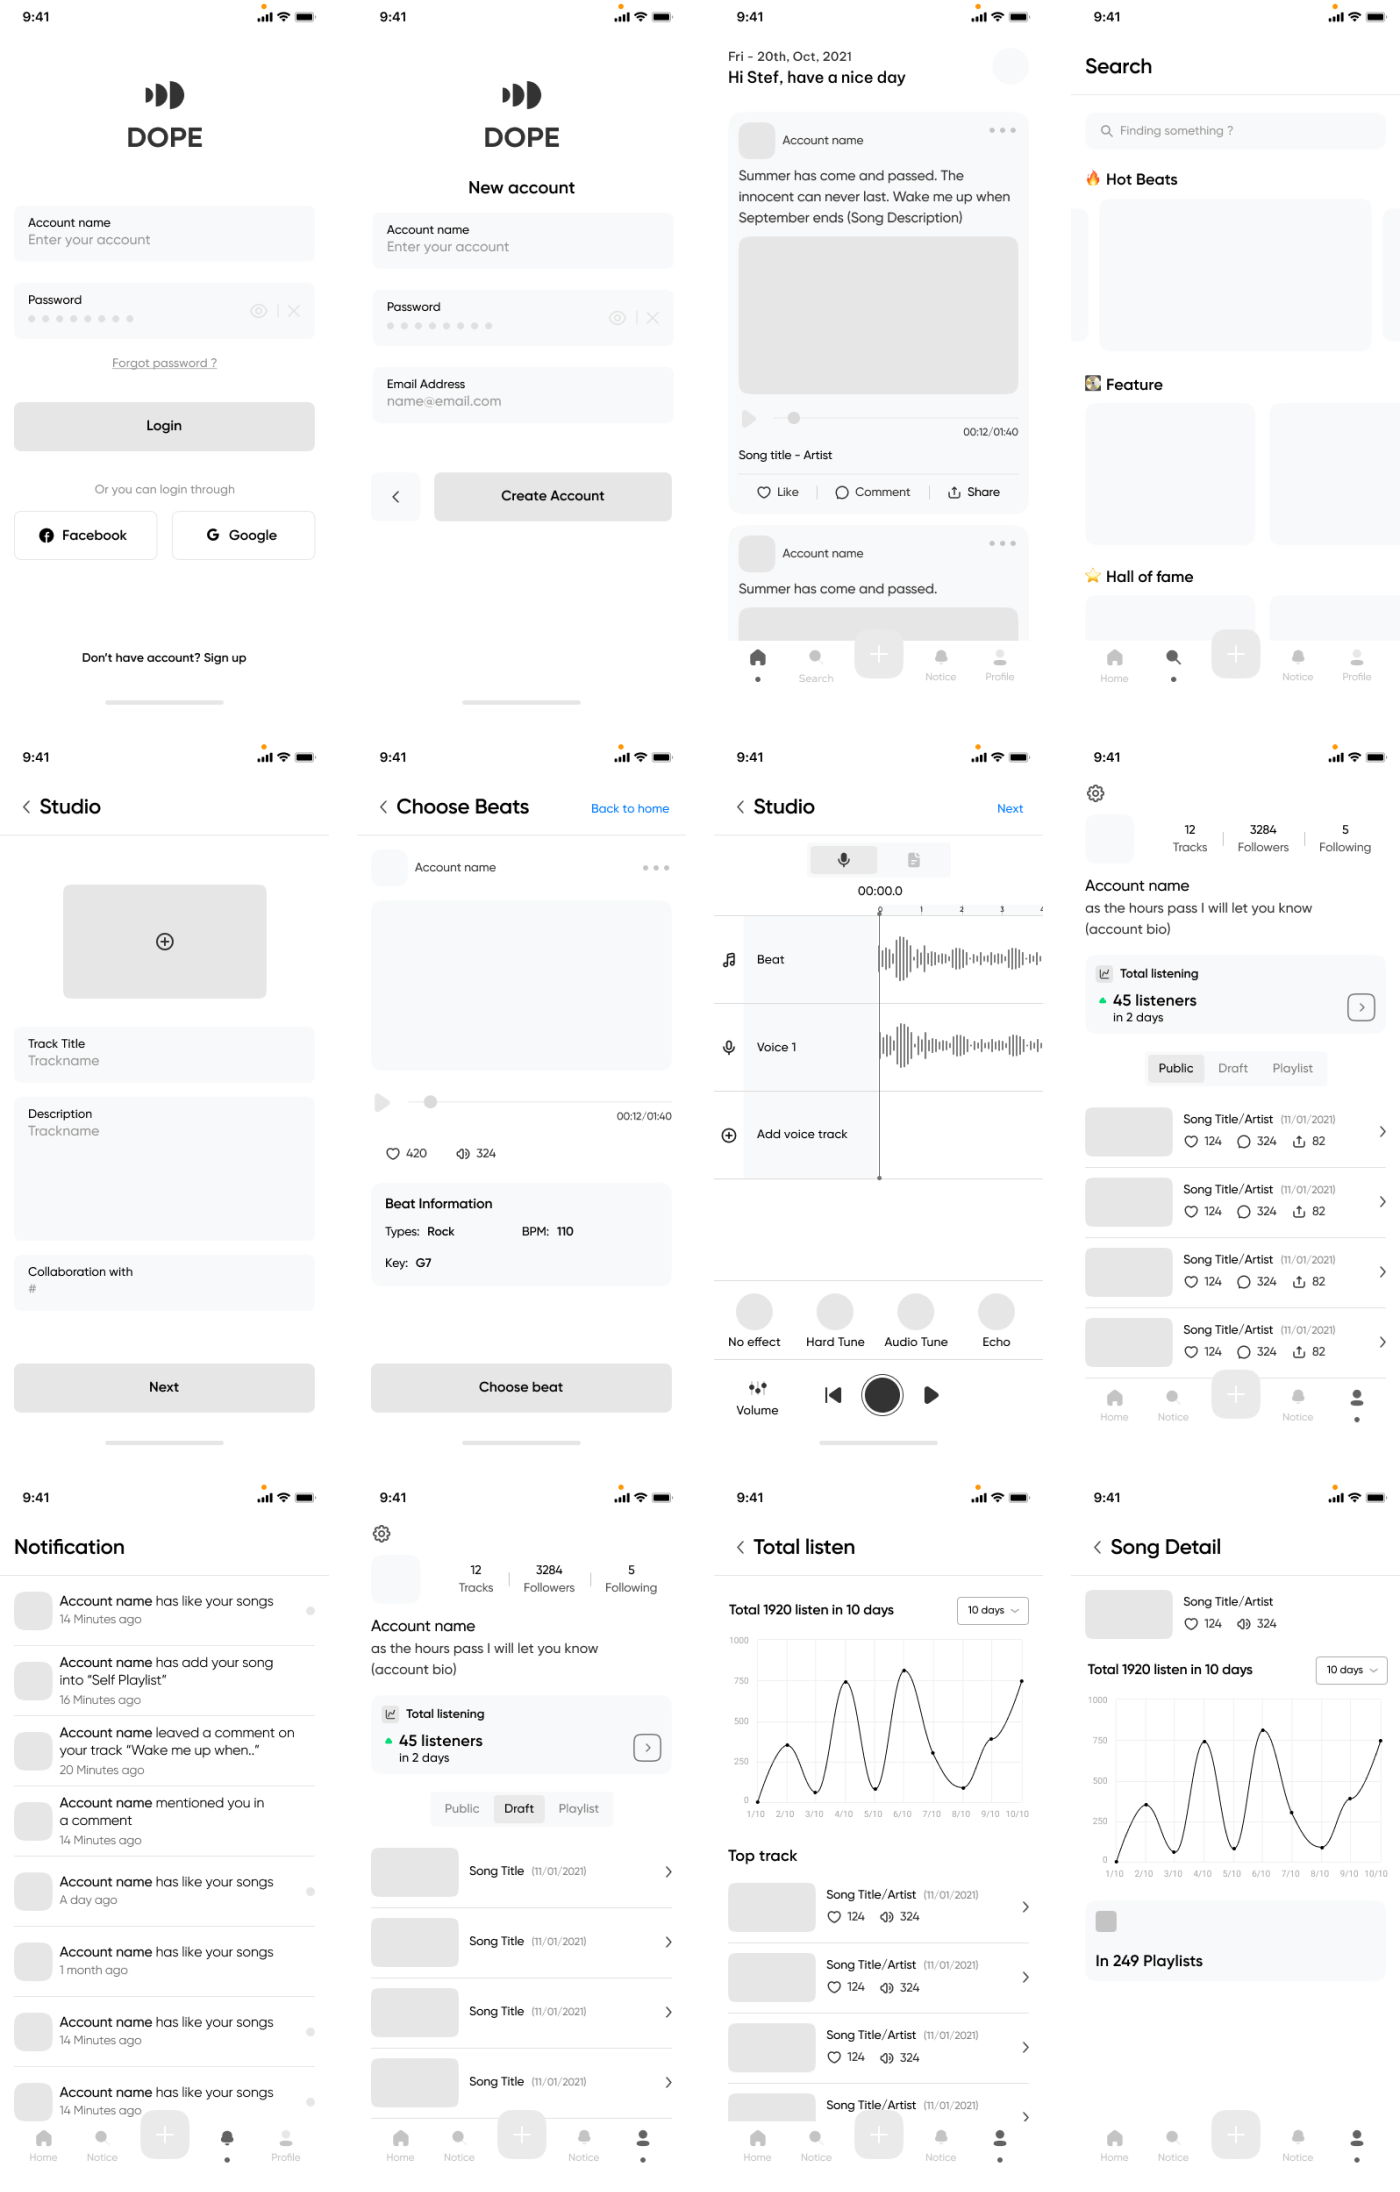 9:41
DOPE
Account name
Enter your account
Password
Forgot password ?
Login
Or you can login through
Facebook
Google
Don't have account? Sign up
9:41
DOPE
New account
Account name
Enter your account
Password
Email Address
name@email.com
Create Account
9:41
Fri - 20th, Oct, 2021
Hi Stef, have a nice day
Account name
Summer has come and passed. The
innocent can never last. Wake me up when
September ends (Song Description)
00:12/01:40
Song title - Artist
Like
Comment
Share
Account name
Summer has come and passed.
Search
Notice
Profile
9:41
Search
Finding something ?
Hot Beats
Feature
Hall of fame
Home
Notice
Profile
9:41
Studio
Track Title
Trackname
Description
Trackname
Collaboration with
#
Next
9:41
Choose Beats
Back to home
Account name
00:12/01:40
420
324
Beat Information
Types: Rock
BPM: 110
Key: G7
Choose beat
9:41
Studio
Next
00:00.0
0 1 2 3 4
Beat
Voice 1
Add voice track
No effect
Hard Tune
Audio Tune
Echo
Volume
9:41
12
Tracks
3284
Followers
5
Following
Account name
as the hours pass I will let you know
(account bio)
Total listening
45 listeners
in 2 days
Public
Draft
Playlist
Song Title/Artist (11/01/2021)
124 324 82
Song Title/Artist (11/01/2021)
124 324 82
Song Title/Artist (11/01/2021)
124 324 82
Song Title/Artist (11/01/2021)
124 324 82
Home
Notice
Notice
9:41
Notification
Account name has like your songs
14 Minutes ago
Account name has add your song
into "Self Playlist"
16 Minutes ago
Account name leaved a comment on
your track "Wake me up when.."
20 Minutes ago
Account name mentioned you in
a comment
14 Minutes ago
Account name has like your songs
A day ago
Account name has like your songs
1 month ago
Account name has like your songs
14 Minutes ago
Account name has like your songs
14 Minutes ago
Home
Notice
Profile
9:41
12
Tracks
3284
Followers
5
Following
Account name
as the hours pass I will let you know
(account bio)
Total listening
45 listeners
in 2 days
Public
Draft
Playlist
Song Title (11/01/2021)
Song Title (11/01/2021)
Song Title (11/01/2021)
Song Title (11/01/2021)
Home
Notice
Notice
9:41
Total listen
Total 1920 listen in 10 days
10 days
1000
750
500
250
0
1/10 2/10 3/10 4/10 5/10 6/10 7/10 8/10 9/10 10/10
Top track
Song Title/Artist (11/01/2021)
124 324
Song Title/Artist (11/01/2021)
124 324
Song Title/Artist (11/01/2021)
124 324
Song Title/Artist (11/01/2021)
Home
Notice
Notice
9:41
Song Detail
Song Title/Artist
124 324
Total 1920 listen in 10 days
10 days
1000
750
500
250
0
1/10 2/10 3/10 4/10 5/10 6/10 7/10 8/10 9/10 10/10
In 249 Playlists
Home
Notice
Notice